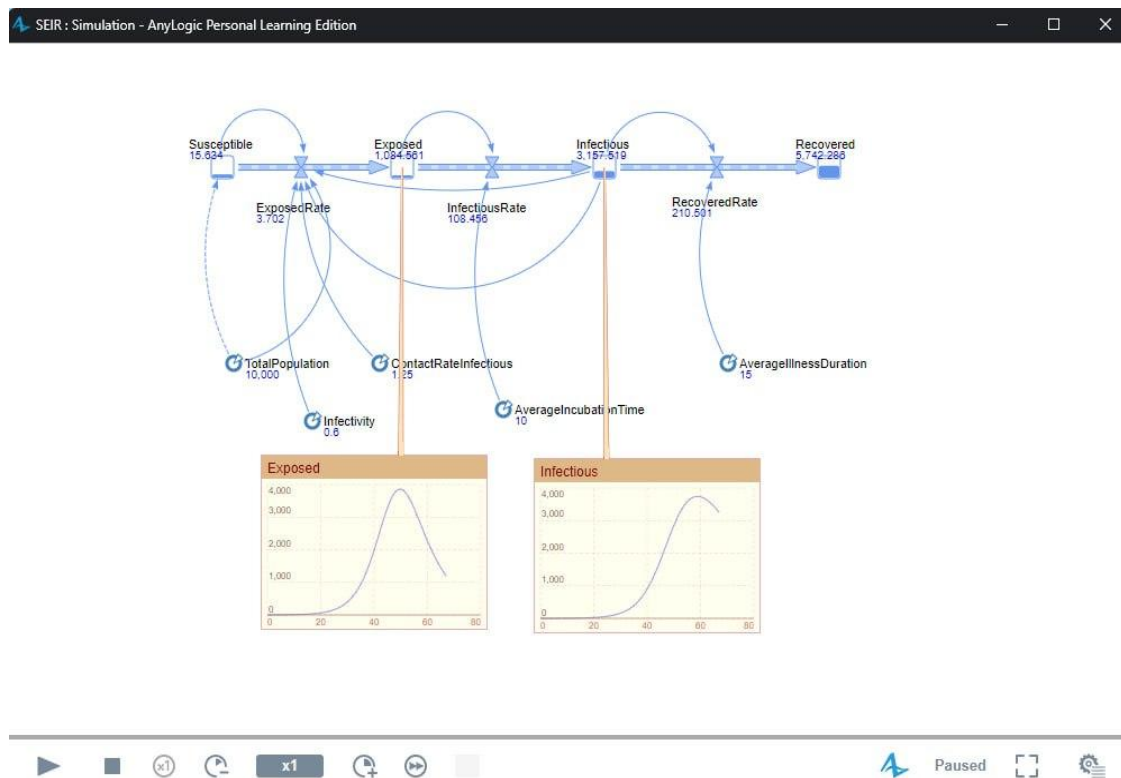 SEIR : Simulation - AnyLogic Personal Learning Edition
Susceptible
15.634
Exposed
1,084.561
Infectious
3,157.519
Recovered
5,742.286
ExposedRate
3.702
InfectiousRate
108.456
RecoveredRate
210.501
TotalPopulation
10,000
ContactRateInfectious
1.25
AverageIllnessDuration
15
Infectivity
0.6
AverageIncubationTime
10
Exposed
4,000
3,000
2,000
1,000
0
0 20 40 60 80
Infectious
4,000
3,000
2,000
1,000
0
0 20 40 60 80
x1
x1
Paused